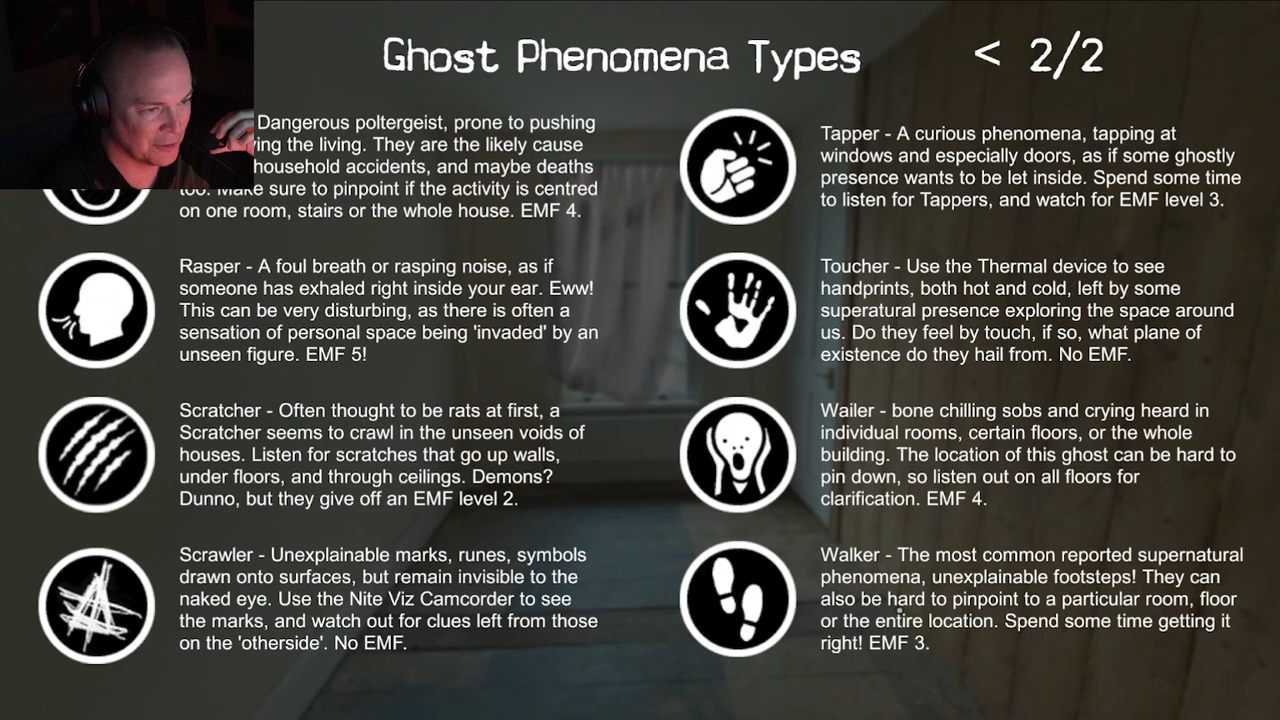 Ghost Phenomena Types < 2/2
Dangerous poltergeist, prone to pushing
the living. They are the likely cause
household accidents, and maybe deaths
too. Make sure to pinpoint if the activity is centred
on one room, stairs or the whole house. EMF 4.
Rasper - A foul breath or rasping noise, as if
someone has exhaled right inside your ear. Eww!
This can be very disturbing, as there is often a
sensation of personal space being 'invaded' by an
unseen figure. EMF 5!
Scratcher - Often thought to be rats at first, a
Scratcher seems to crawl in the unseen voids of
houses. Listen for scratches that go up walls,
under floors, and through ceilings. Demons?
Dunno, but they give off an EMF level 2.
Scrawler - Unexplainable marks, runes, symbols
drawn onto surfaces, but remain invisible to the
naked eye. Use the Nite Viz Camcorder to see
the marks, and watch out for clues left from those
on the 'otherside'. No EMF.
Tapper - A curious phenomena, tapping at
windows and especially doors, as if some ghostly
presence wants to be let inside. Spend some time
to listen for Tappers, and watch for EMF level 3.
Toucher - Use the Thermal device to see
handprints, both hot and cold, left by some
superatural presence exploring the space around
us. Do they feel by touch, if so, what plane of
existence do they hail from. No EMF.
Wailer - bone chilling sobs and crying heard in
individual rooms, certain floors, or the whole
building. The location of this ghost can be hard to
pin down, so listen out on all floors for
clarification. EMF 4.
Walker - The most common reported supernatural
phenomena, unexplainable footsteps! They can
also be hard to pinpoint to a particular room, floor
or the entire location. Spend some time getting it
right! EMF 3.